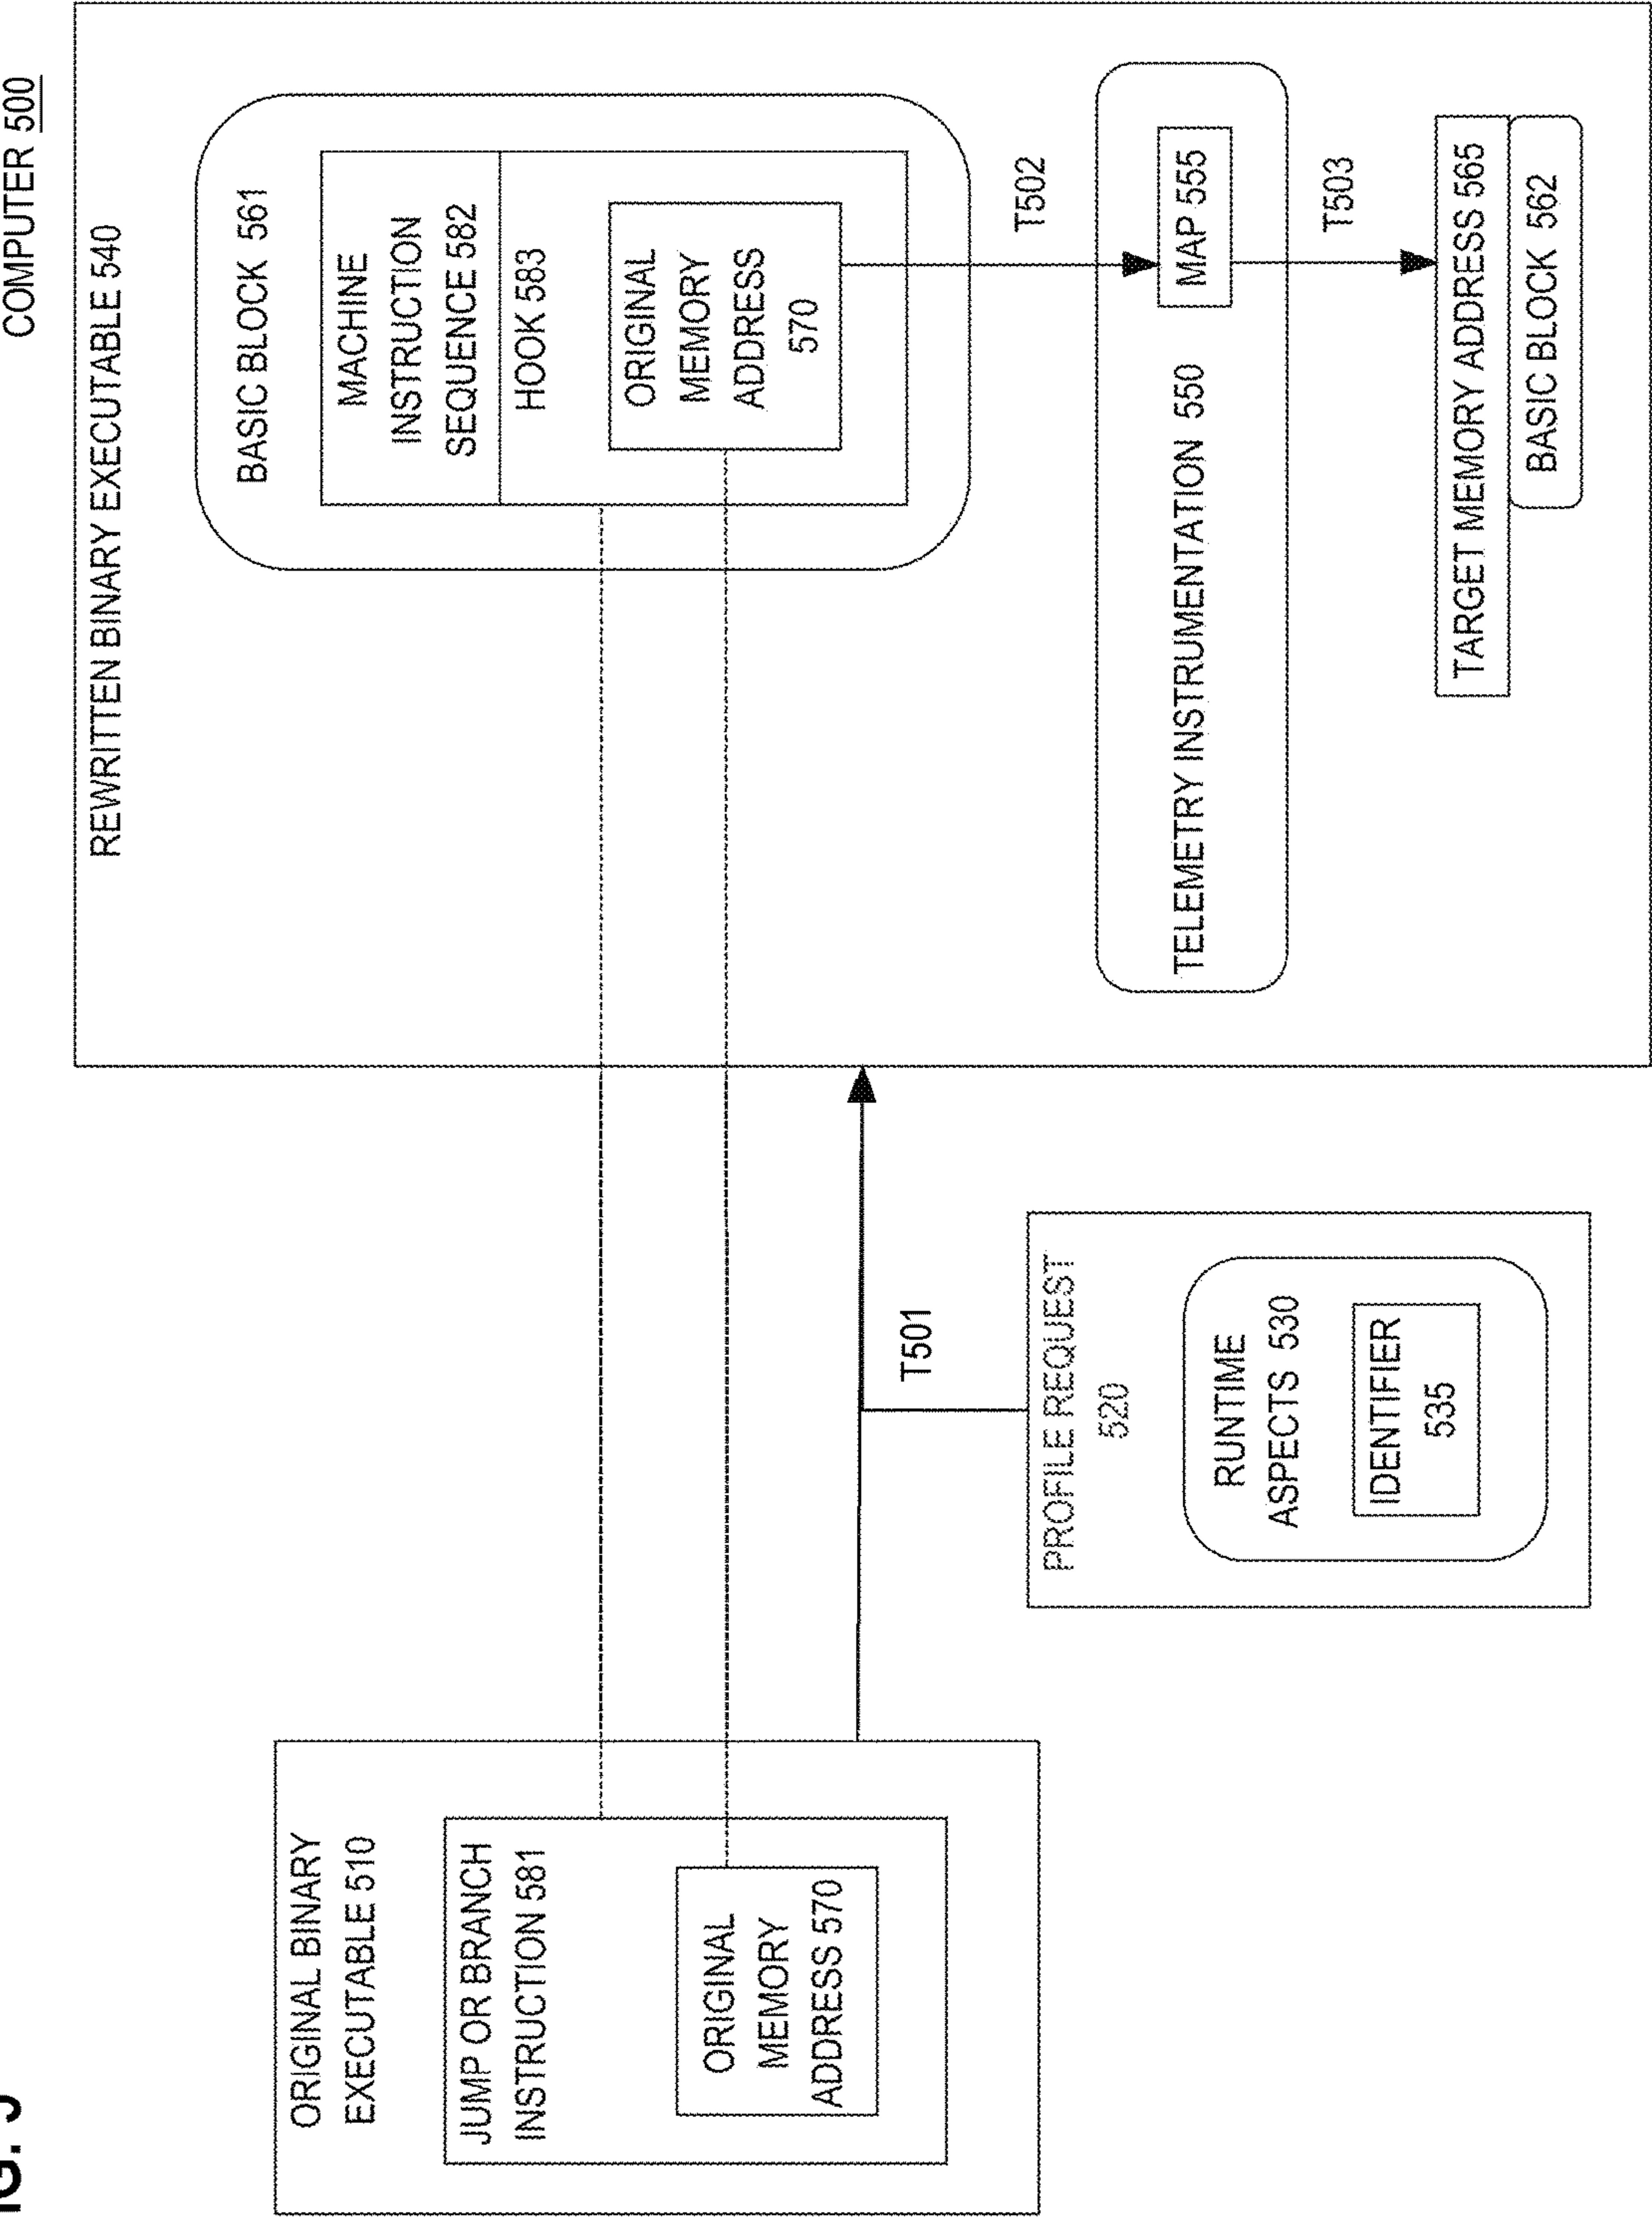 COMPUTER 500
REWRITTEN BINARY EXECUTABLE 540
BASIC BLOCK 561
MACHINE
INSTRUCTION
SEQUENCE 582
HOOK 583
ORIGINAL
MEMORY
ADDRESS
570
T502
TELEMETRY INSTRUMENTATION 550
MAP 555
T503
TARGET MEMORY ADDRESS 565
BASIC BLOCK 562
T501
PROFILE REQUEST
520
RUNTIME
ASPECTS 530
IDENTIFIER
535
ORIGINAL BINARY
EXECUTABLE 510
JUMP OR BRANCH
INSTRUCTION 581
ORIGINAL
MEMORY
ADDRESS 570